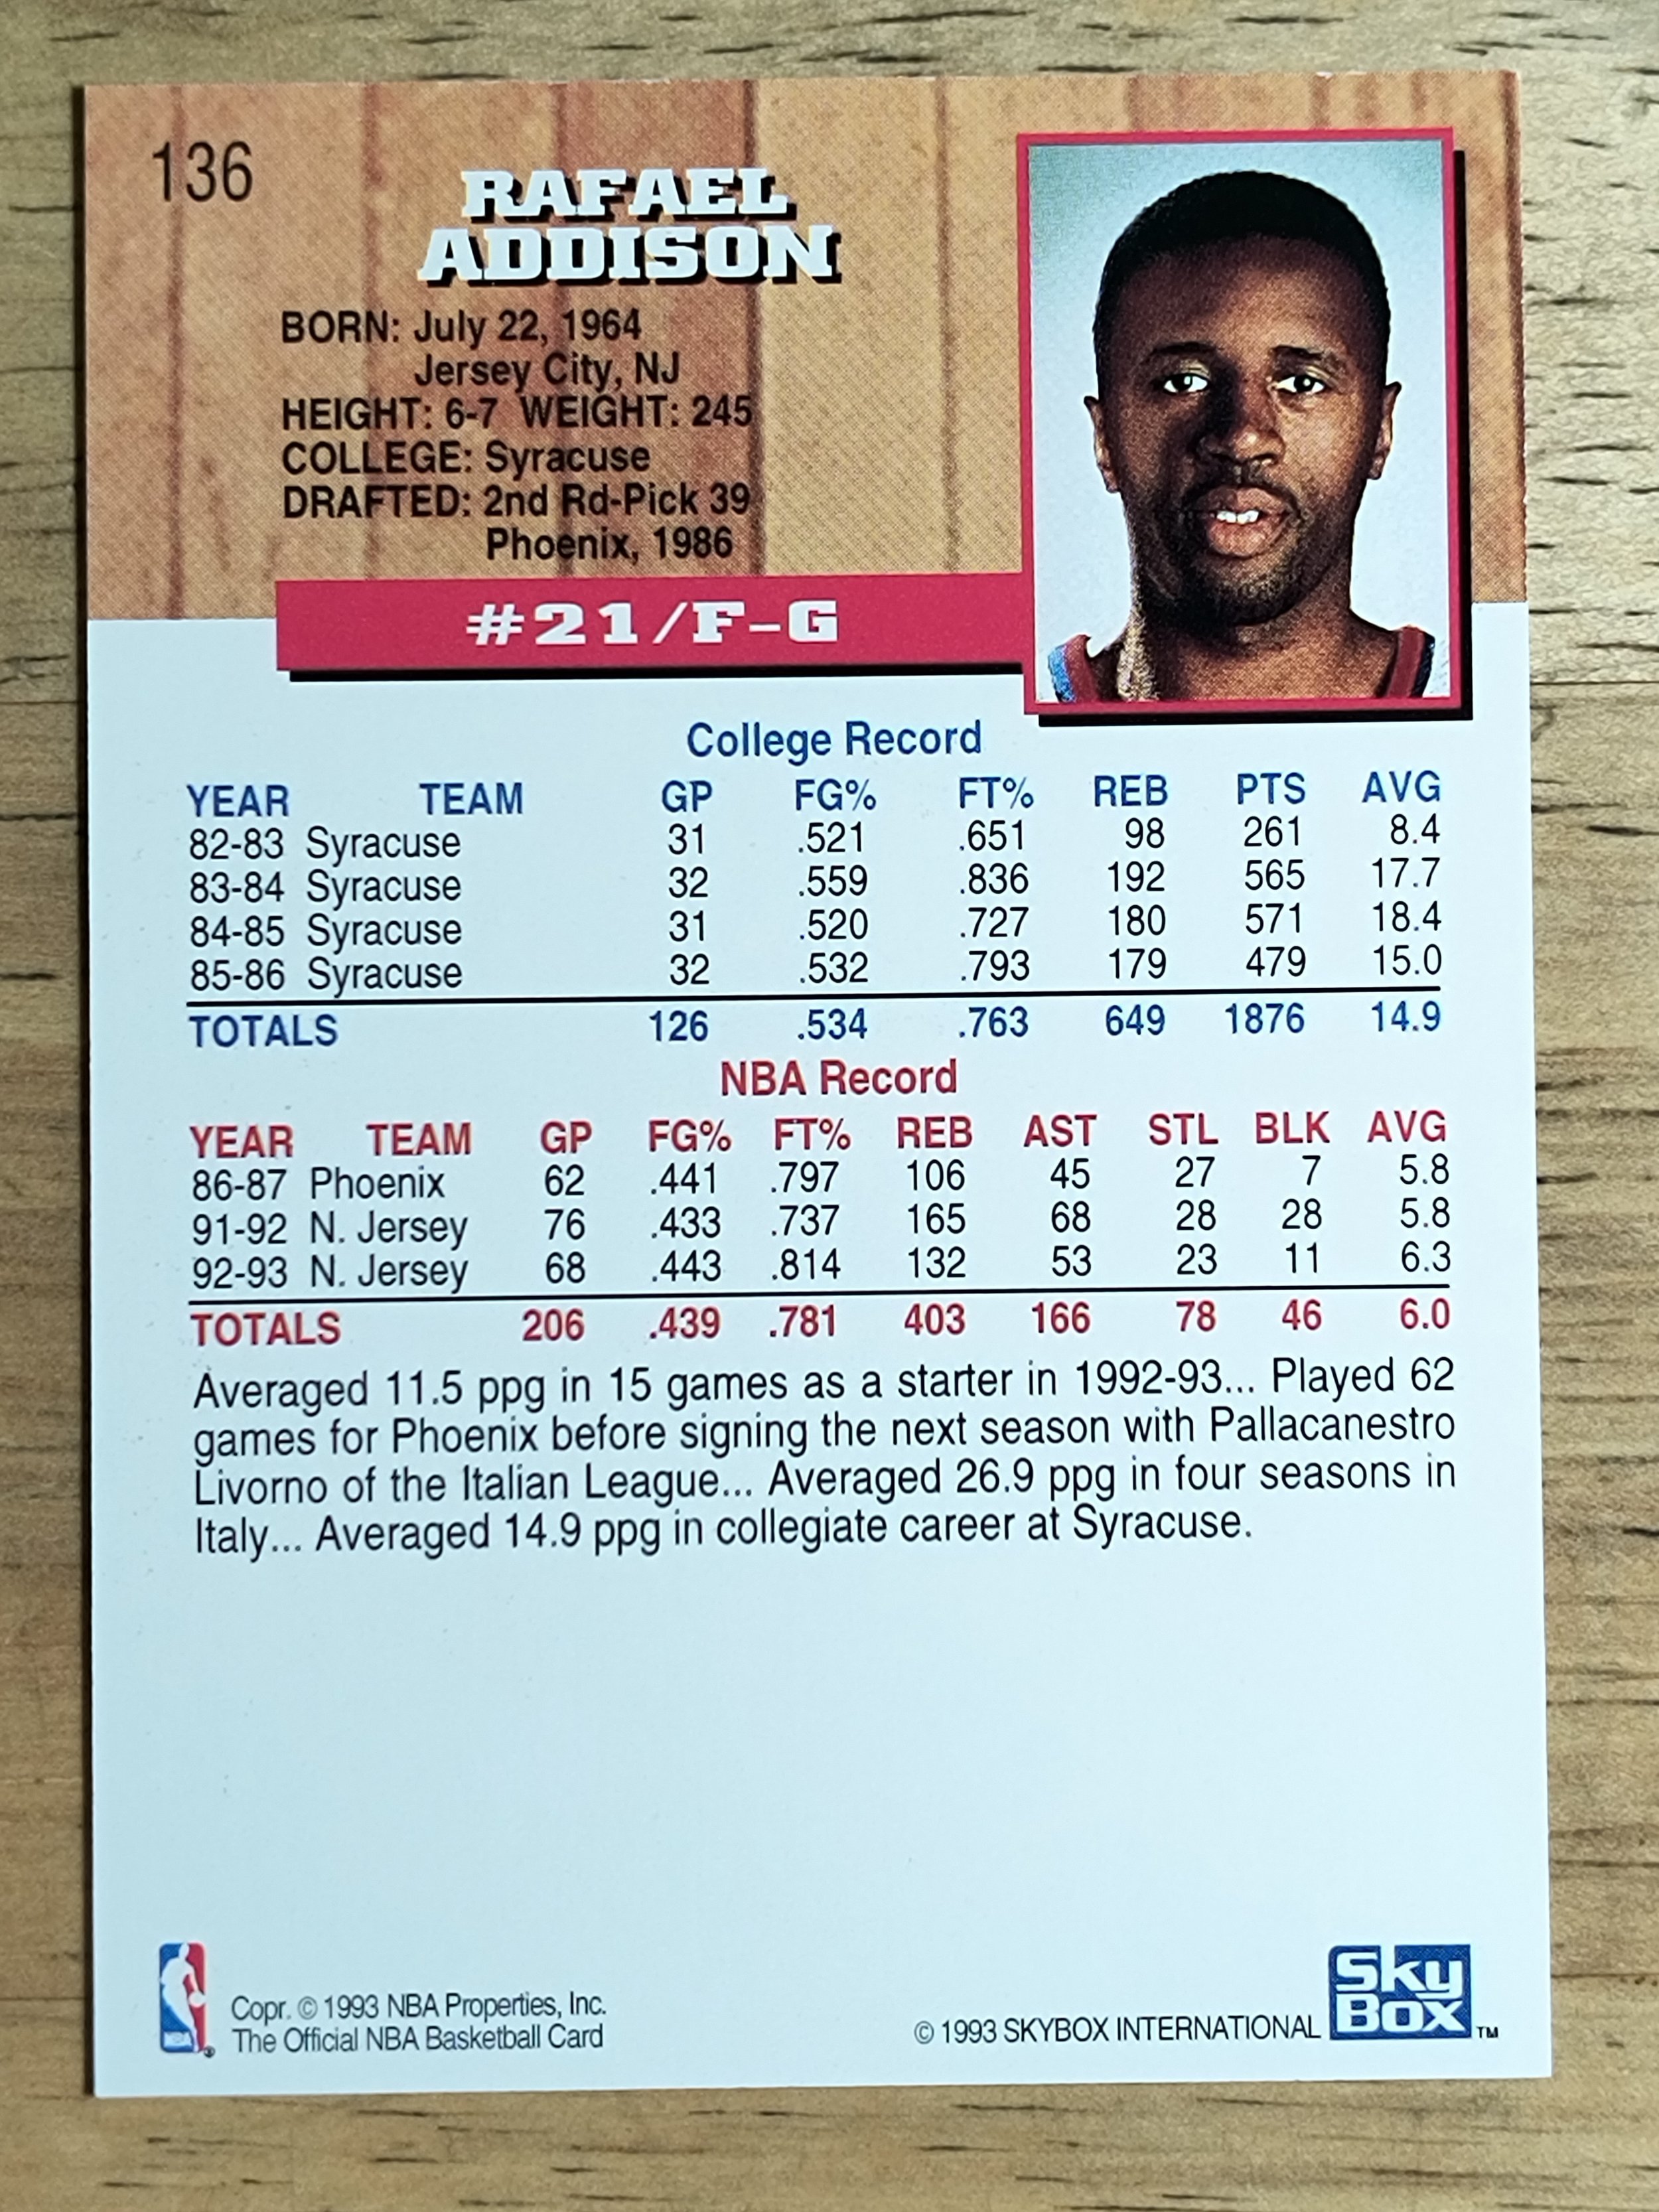 136
RAFAEL
ADDISON
BORN: July 22, 1964
Jersey City, NJ
HEIGHT: 6-7 WEIGHT: 245
COLLEGE: Syracuse
DRAFTED: 2nd Rd-Pick 39
Phoenix, 1986
#21/F-G
College Record
YEAR TEAM GP FG% FT% REB PTS AVG
82-83 Syracuse 31 .521 .651 98 261 8.4
83-84 Syracuse 32 .559 .836 192 565 17.7
84-85 Syracuse 31 .520 .727 180 571 18.4
85-86 Syracuse 32 .532 .793 179 479 15.0
TOTALS 126 .534 .763 649 1876 14.9
NBA Record
YEAR TEAM GP FG% FT% REB AST STL BLK AVG
86-87 Phoenix 62 .441 .797 106 45 27 7 5.8
91-92 N. Jersey 76 .433 .737 165 68 28 28 5.8
92-93 N. Jersey 68 .443 .814 132 53 23 11 6.3
TOTALS 206 .439 .781 403 166 78 46 6.0
Averaged 11.5 ppg in 15 games as a starter in 1992-93... Played 62
games for Phoenix before signing the next season with Pallacanestro
Livorno of the Italian League... Averaged 26.9 ppg in four seasons in
Italy... Averaged 14.9 ppg in collegiate career at Syracuse.
NBA
Copr. © 1993 NBA Properties, Inc.
The Official NBA Basketball Card
© 1993 SKYBOX INTERNATIONAL
Sky
Box TM